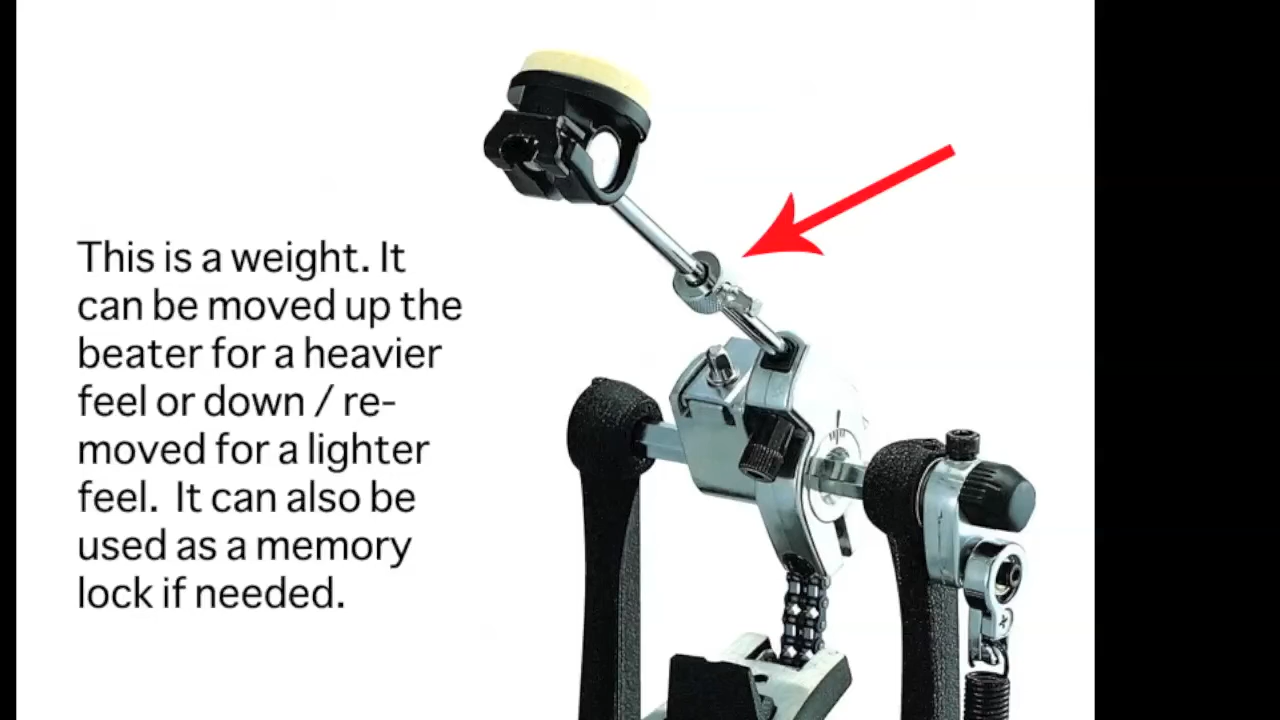 This is a weight. It
can be moved up the
beater for a heavier
feel or down / re-
moved for a lighter
feel.  It can also be
used as a memory
lock if needed.